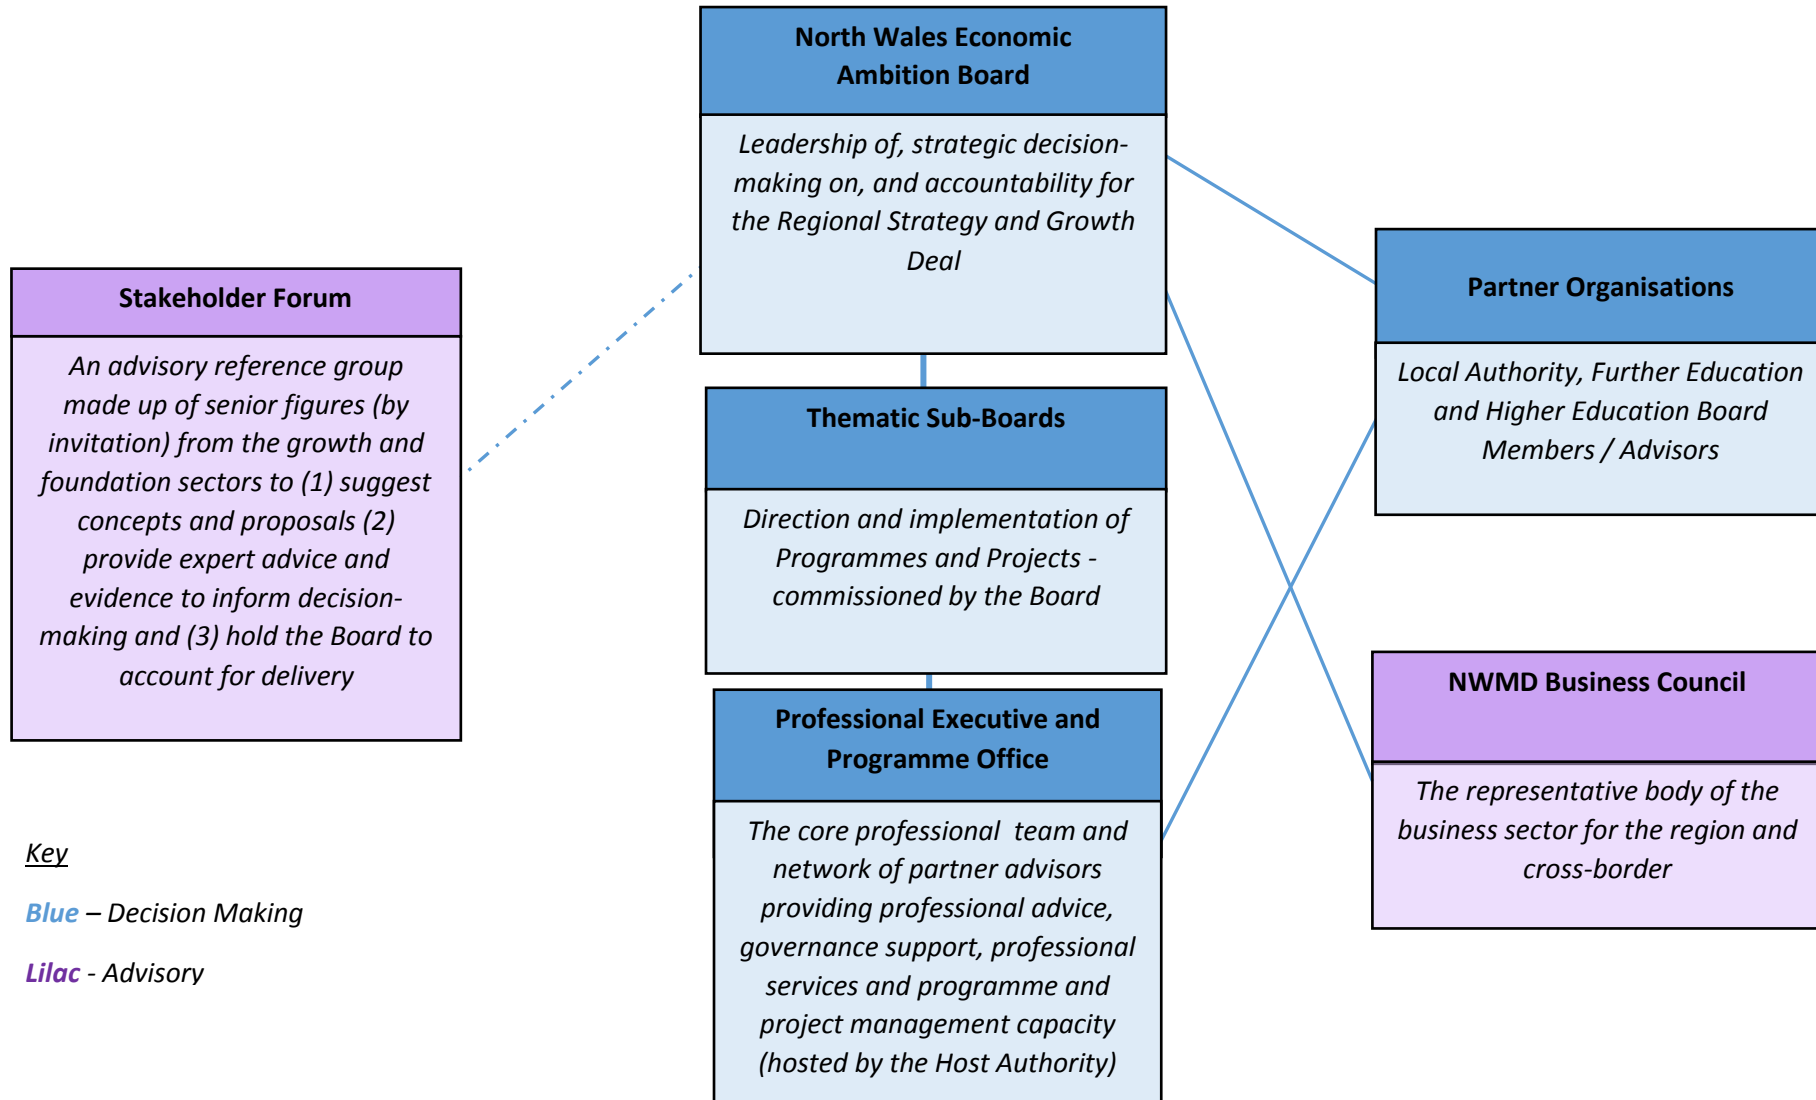 North Wales Economic
Ambition Board
Leadership of, strategic decision-
making on, and accountability for
the Regional Strategy and Growth
Deal
Stakeholder Forum
An advisory reference group
made up of senior figures (by
invitation) from the growth and
foundation sectors to (1) suggest
concepts and proposals (2)
provide expert advice and
evidence to inform decision-
making and (3) hold the Board to
account for delivery
Thematic Sub-Boards
Direction and implementation of
Programmes and Projects -
commissioned by the Board
Professional Executive and
Programme Office
The core professional team and
network of partner advisors
providing professional advice,
governance support, professional
services and programme and
project management capacity
(hosted by the Host Authority)
Partner Organisations
Local Authority, Further Education
and Higher Education Board
Members / Advisors
NWMD Business Council
The representative body of the
business sector for the region and
cross-border
Key
Blue – Decision Making
Lilac - Advisory